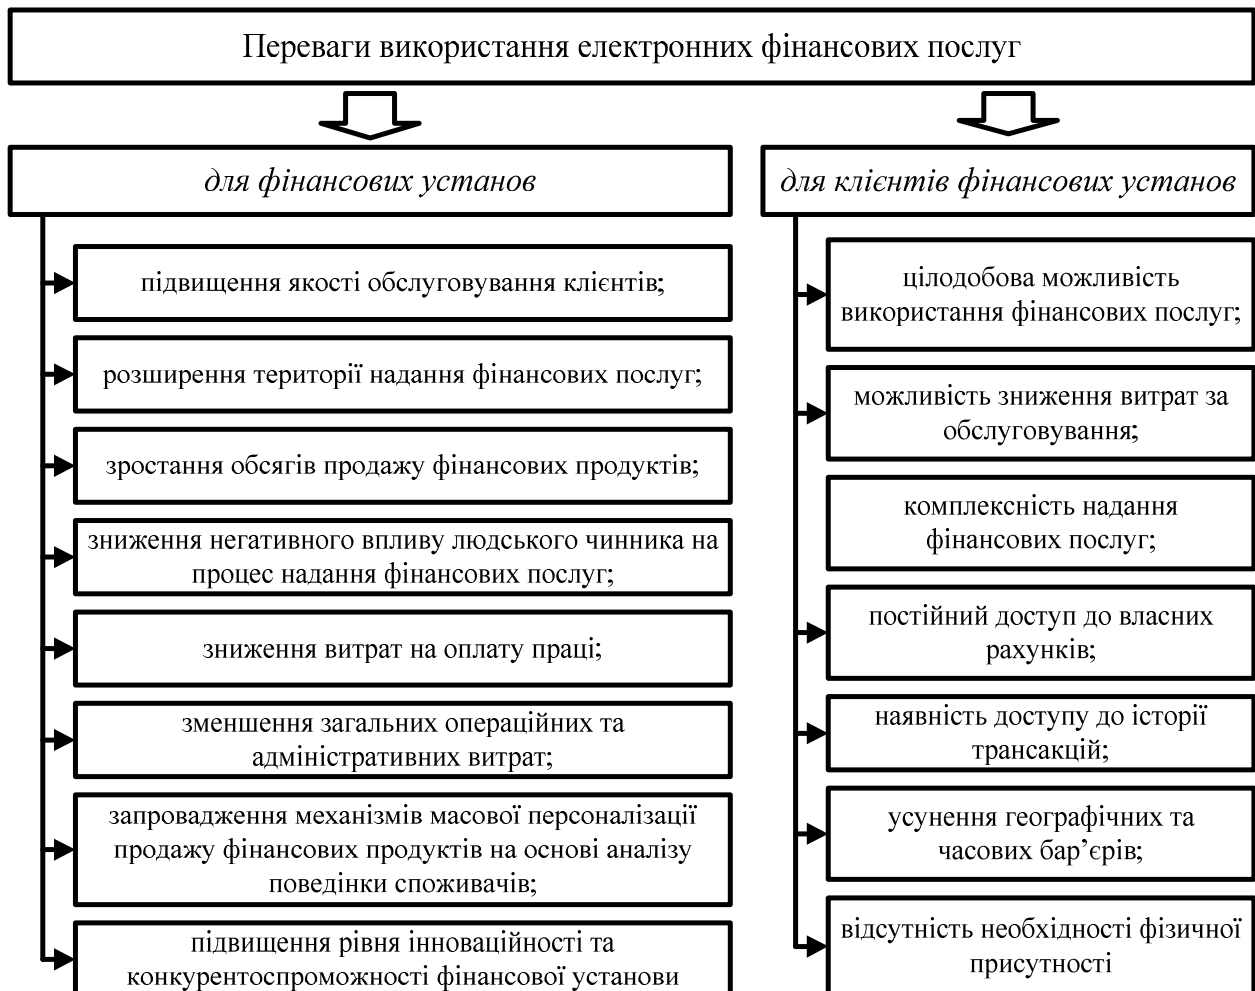 Переваги використання електронних фінансових послуг
для фінансових установ
підвищення якості обслуговування клієнтів;
розширення території надання фінансових послуг;
зростання обсягів продажу фінансових продуктів;
зниження негативного впливу людського чинника на
процес надання фінансових послуг;
зниження витрат на оплату праці;
зменшення загальних операційних та
адміністративних витрат;
запровадження механізмів масової персоналізації
продажу фінансових продуктів на основі аналізу
поведінки споживачів;
підвищення рівня інноваційності та
конкурентоспроможності фінансової установи
для клієнтів фінансових установ
цілодобова можливість
використання фінансових послуг;
можливість зниження витрат за
обслуговування;
комплексність надання
фінансових послуг;
постійний доступ до власних
рахунків;
наявність доступу до історії
трансакцій;
усунення географічних та
часових бар’єрів;
відсутність необхідності фізичної
присутності